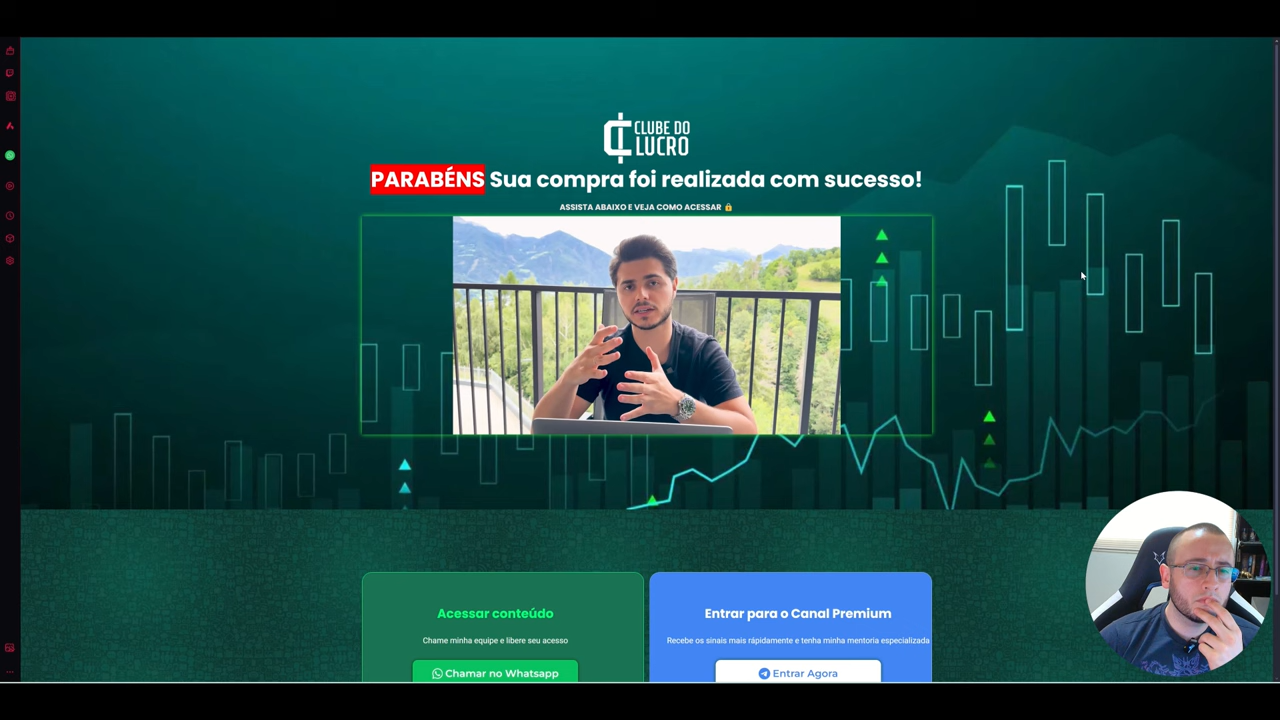 CLUBE DO
LUCRO
PARABÉNS Sua compra foi realizada com sucesso!
ASSISTA ABAIXO E VEJA COMO ACESSAR 🔒
Acessar conteúdo
Chame minha equipe e libere seu acesso
Chamar no Whatsapp
Entrar para o Canal Premium
Recebe os sinais mais rápidamente e tenha minha mentoria especializada
Entrar Agora